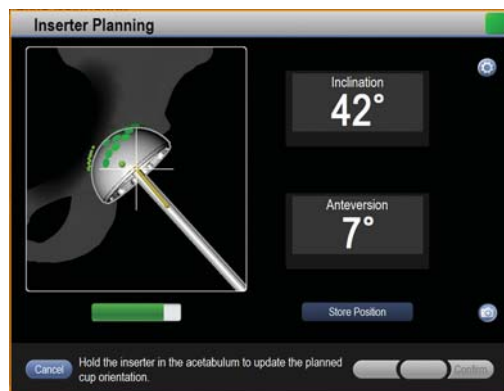 Inserter Planning
Inclination
42°
Anteversion
7°
Store Position
Cancel
Hold the inserter in the acetabulum to update the planned
cup orientation.
Confirm